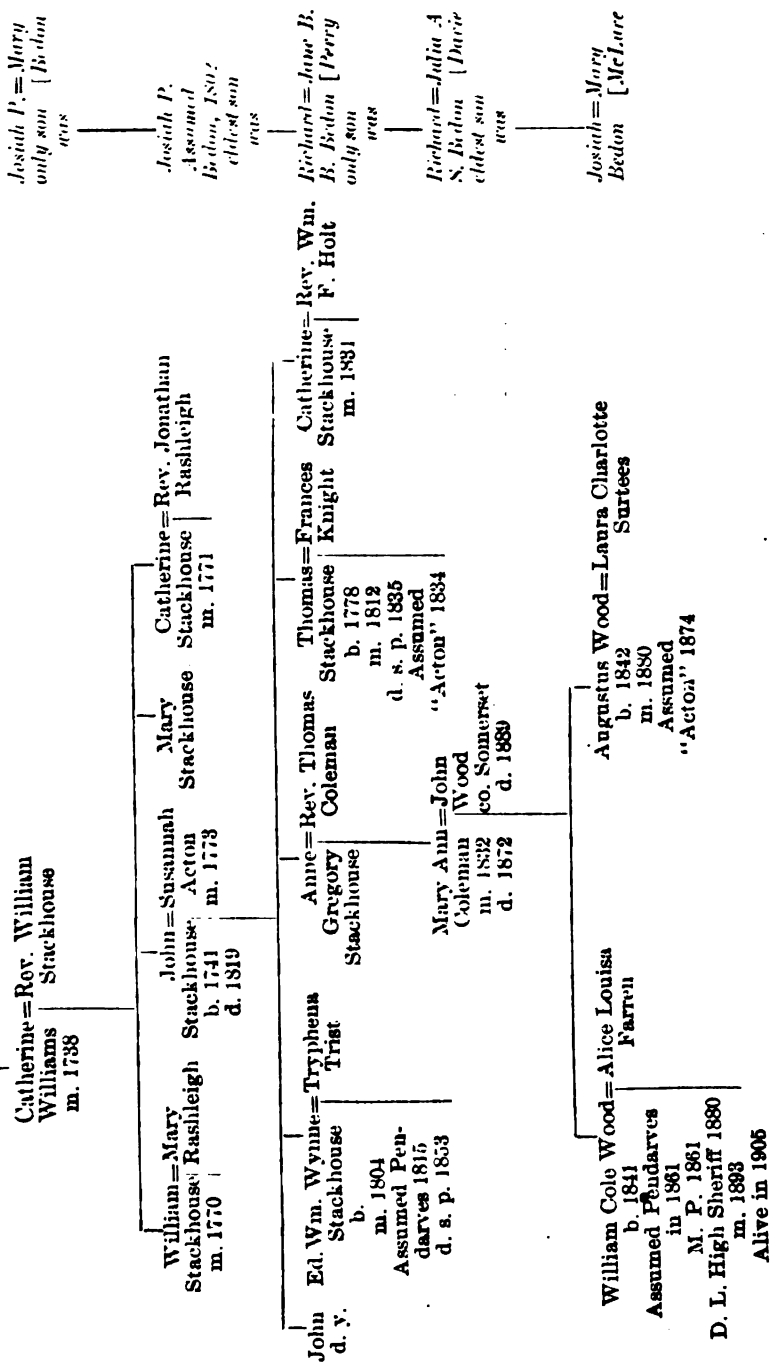 Catherine=Rev. William
Williams Stackhouse
m. 1738
William=Mary
Stackhouse Rashleigh
m. 1770
John=Susannah
Stackhouse Acton
b. 1741 m. 1773
d. 1819
Mary
Stackhouse
Catherine=Rev. Jonathan
Stackhouse Rashleigh
m. 1771
John
d. y.
Ed. Wm. Wynne=Tryphena
Stackhouse Trist
b.
m. 1804
Assumed Pen-
darves 1815
d. s. p. 1853
Anne=Rev. Thomas
Gregory Coleman
Stackhouse
Thomas=Frances
Stackhouse Knight
b. 1778
m. 1812
d. s. p. 1835
Assumed
"Acton" 1834
Catherine=Rev. Wm.
Stackhouse F. Holt
m. 1831
Mary Ann=John
Coleman Wood
m. 1832 co. Somerset
d. 1872 d. 1889
William Cole Wood=Alice Louisa
b. 1841 Farren
Assumed Pendarves
in 1861
M. P. 1861
D. L. High Sheriff 1880
m. 1893
Alive in 1905
Augustus Wood=Laura Charlotte
b. 1842 Surtees
m. 1880
Assumed
"Acton" 1874
Josiah P.=Mary
only son [Bedon
was
Josiah P.
Assumed
Bedon, 1802
eldest son
was
Richard=Jane B.
B. Bedon [Perry
only son
was
Richard=Julia A
S. Bedon [Davie
eldest son
was
Josiah=Mary
Bedon [McLure